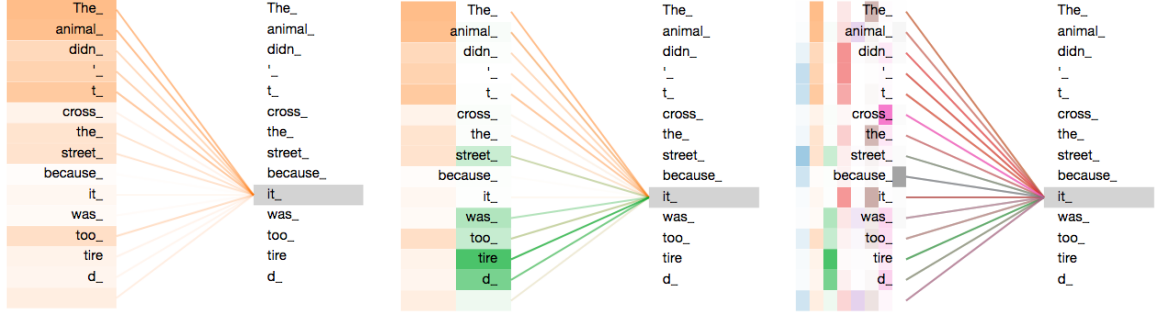 The_ The_ The_ The_ The_ The_
animal_ animal_ animal_ animal_ animal_ animal_
didn_ didn_ didn_ didn_ didn_ didn_
'_ '_ '_ '_ '_ '_
t_ t_ t_ t_ t_ t_
cross_ cross_ cross_ cross_ cross_ cross_
the_ the_ the_ the_ the_ the_
street_ street_ street_ street_ street_ street_
because_ because_ because_ because_ because_ because_
it_ it_ it_ it_ it_ it_
was_ was_ was_ was_ was_ was_
too_ too_ too_ too_ too_ too_
tire tire tire tire tire tire
d_ d_ d_ d_ d_ d_